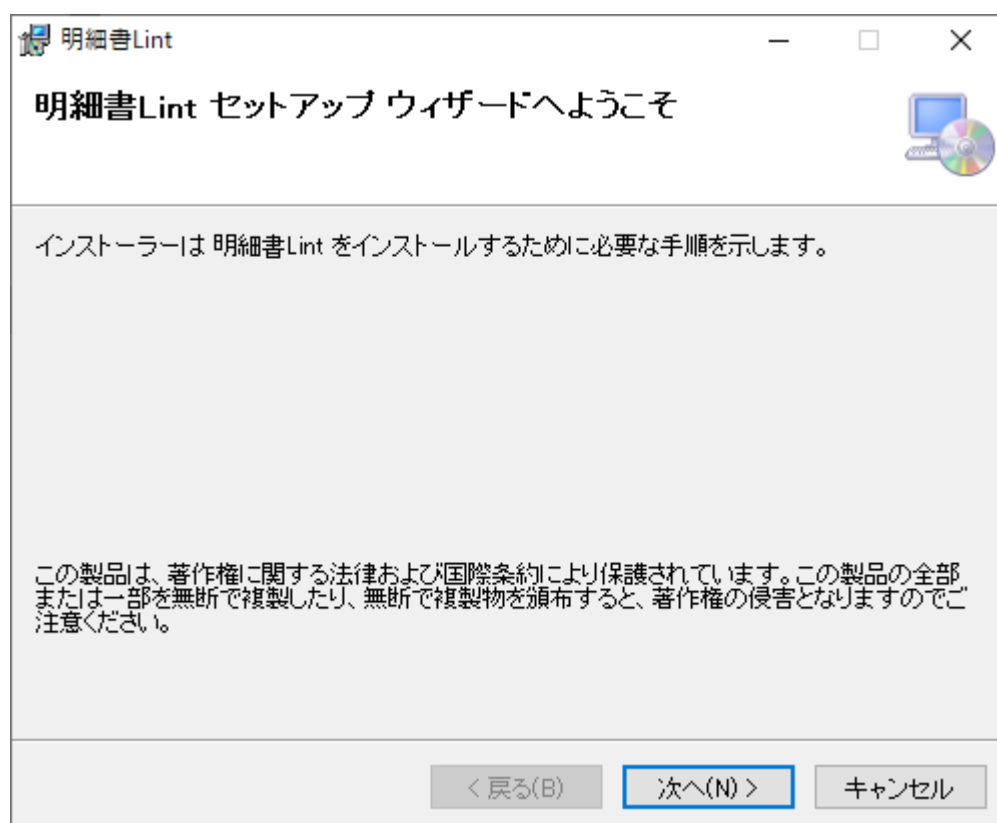 明細書Lint
明細書Lint セットアップ ウィザードへようこそ
インストーラーは 明細書Lint をインストールするために必要な手順を示します。
この製品は、著作権に関する法律および国際条約により保護されています。この製品の全部
または一部を無断で複製したり、無断で複製物を頒布すると、著作権の侵害となりますのでご
注意ください。
< 戻る(B)
次へ(N) >
キャンセル